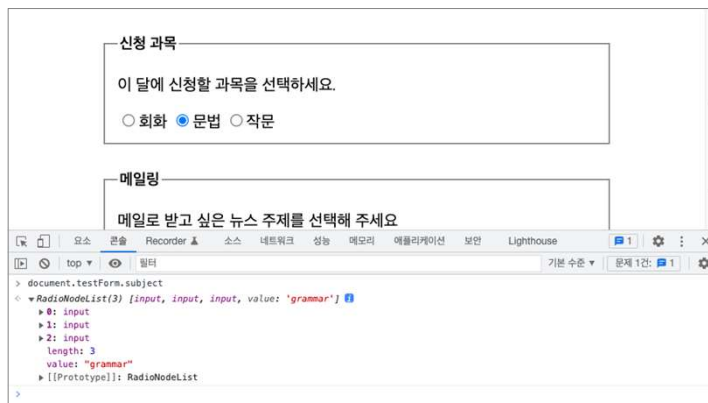 신청 과목
이 달에 신청할 과목을 선택하세요.
회화 문법 작문
메일링
메일로 받고 싶은 뉴스 주제를 선택해 주세요
요소 콘솔 Recorder 소스 네트워크 성능 메모리 애플리케이션 보안 Lighthouse 1
top ▼ 필터 기본 수준 ▼ 문제 1건: 1
> document.testForm.subject
RadioNodeList(3) [input, input, input, value: 'grammar'] i
▶ 0: input
▶ 1: input
▶ 2: input
length: 3
value: "grammar"
▶ [[Prototype]]: RadioNodeList
>